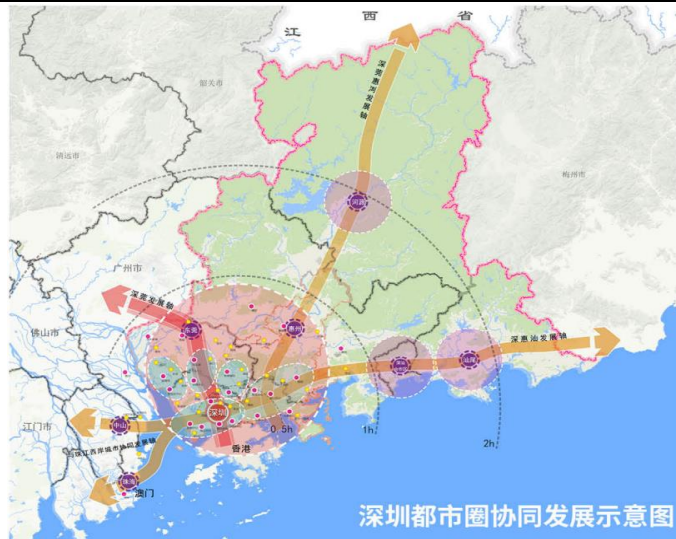 江 西 省
韶关市
深莞惠河发展轴
清远市
梅州市
河源
广州市
深莞发展轴
东莞
惠州
佛山市
深惠汕发展轴
汕尾
深圳
中山
江门市
0.5h
1h
2h
与珠江西岸城市协同发展轴
香港
珠海
澳门
深圳都市圈协同发展示意图